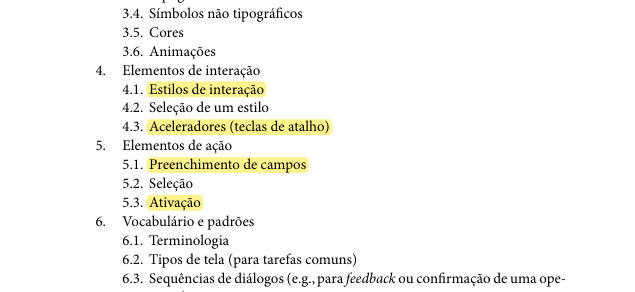 3.4. Símbolos não tipográficos
3.5. Cores
3.6. Animações
4. Elementos de interação
4.1. Estilos de interação
4.2. Seleção de um estilo
4.3. Aceleradores (teclas de atalho)
5. Elementos de ação
5.1. Preenchimento de campos
5.2. Seleção
5.3. Ativação
6. Vocabulário e padrões
6.1. Terminologia
6.2. Tipos de tela (para tarefas comuns)
6.3. Sequências de diálogos (e.g., para feedback ou confirmação de uma ope-